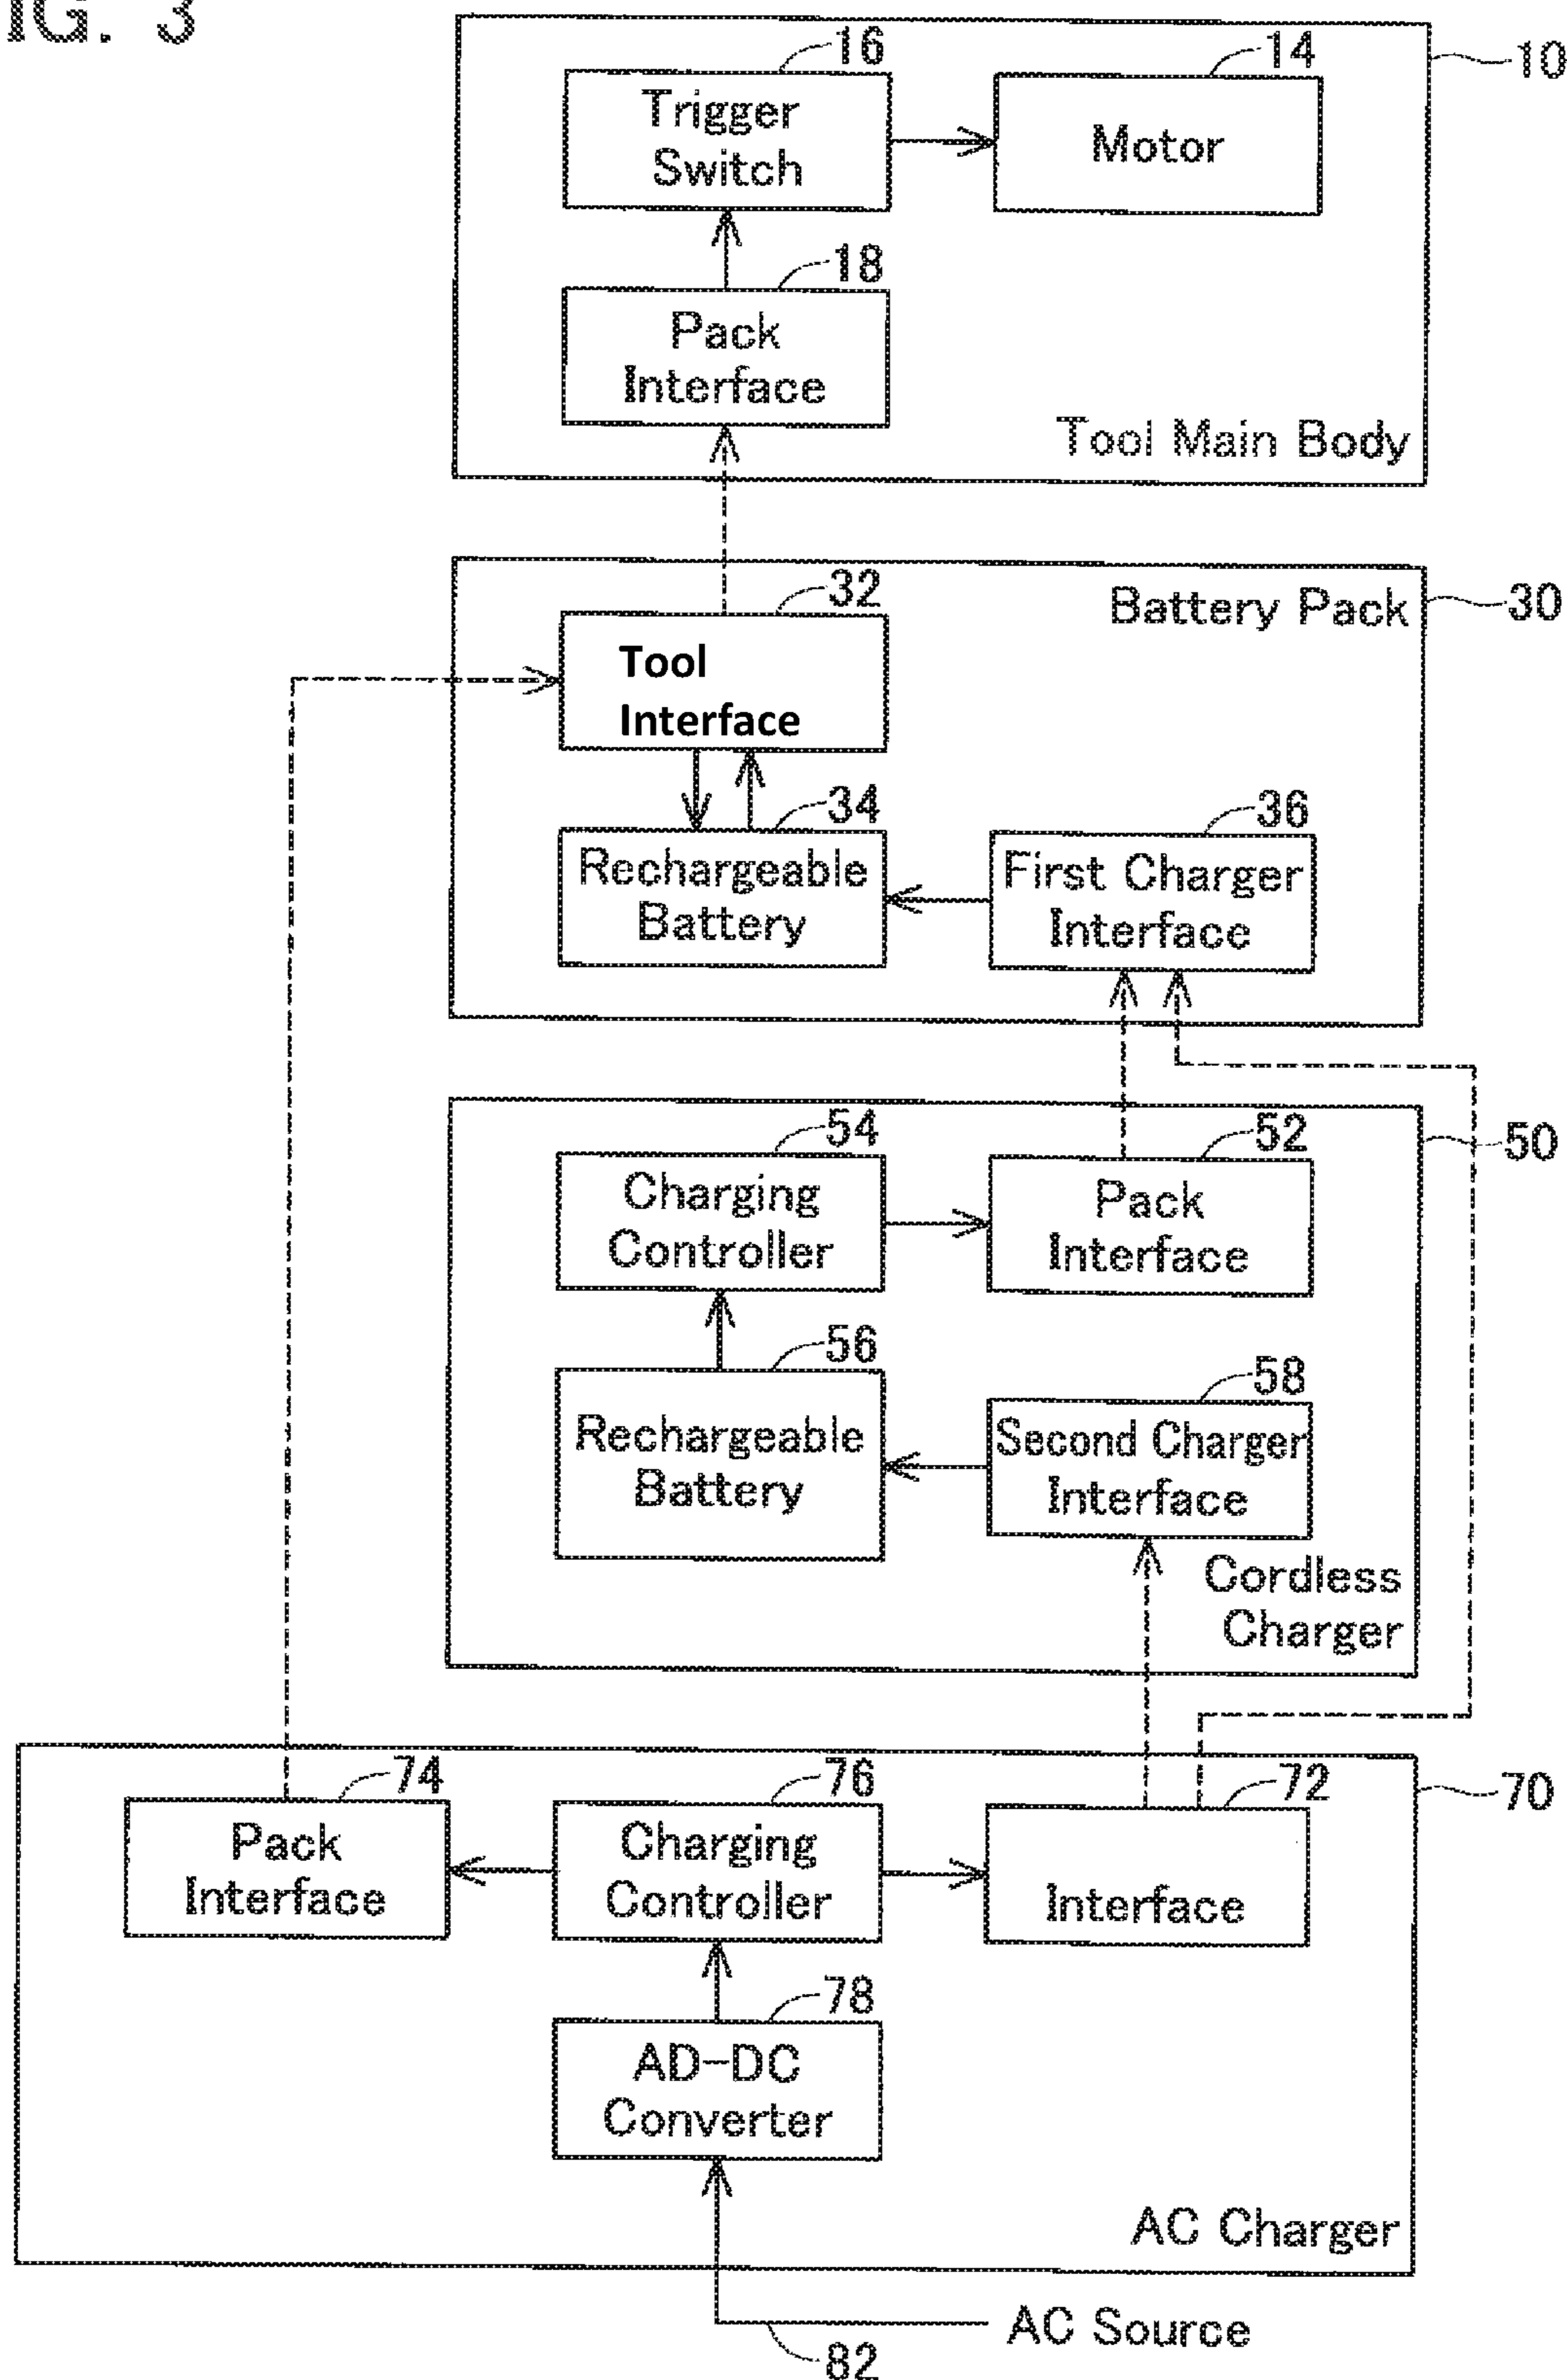 IG. 3
16
14
10
Trigger
Switch
Motor
18
Pack
Interface
Tool Main Body
32
Battery Pack
30
Tool
Interface
34
36
Rechargeable
Battery
First Charger
Interface
54
52
50
Charging
Controller
Pack
Interface
56
58
Rechargeable
Battery
Second Charger
Interface
Cordless
Charger
74
76
72
70
Pack
Interface
Charging
Controller
Interface
78
AD-DC
Converter
AC Charger
AC Source
82